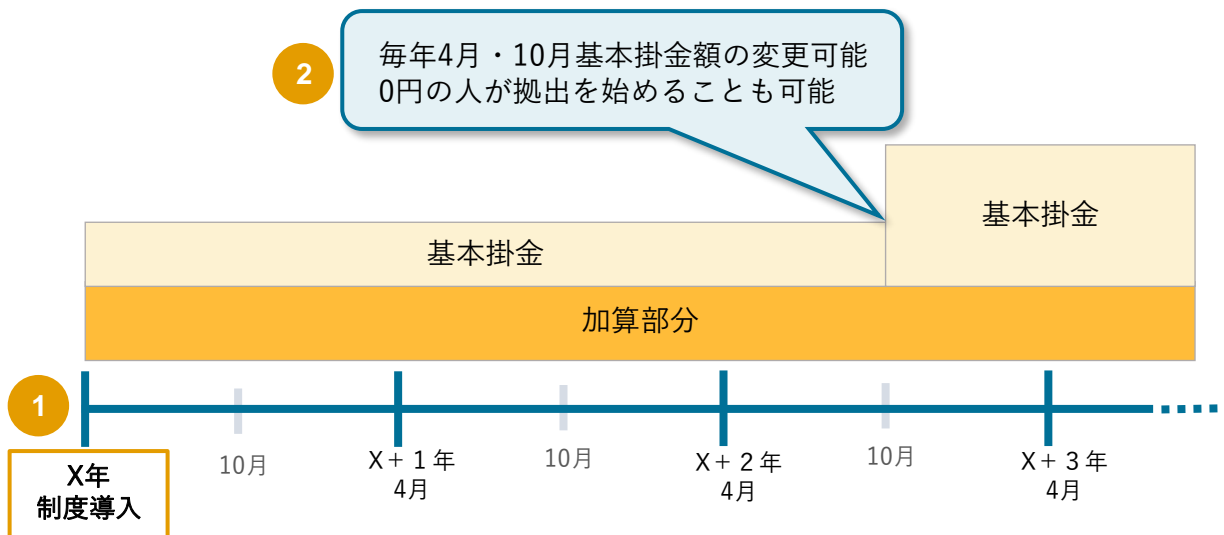 2
毎年4月・10月基本掛金額の変更可能
0円の人が拠出を始めることも可能
基本掛金
基本掛金
加算部分
1
X年
制度導入
10月
X+1年
4月
10月
X+2年
4月
10月
X+3年
4月